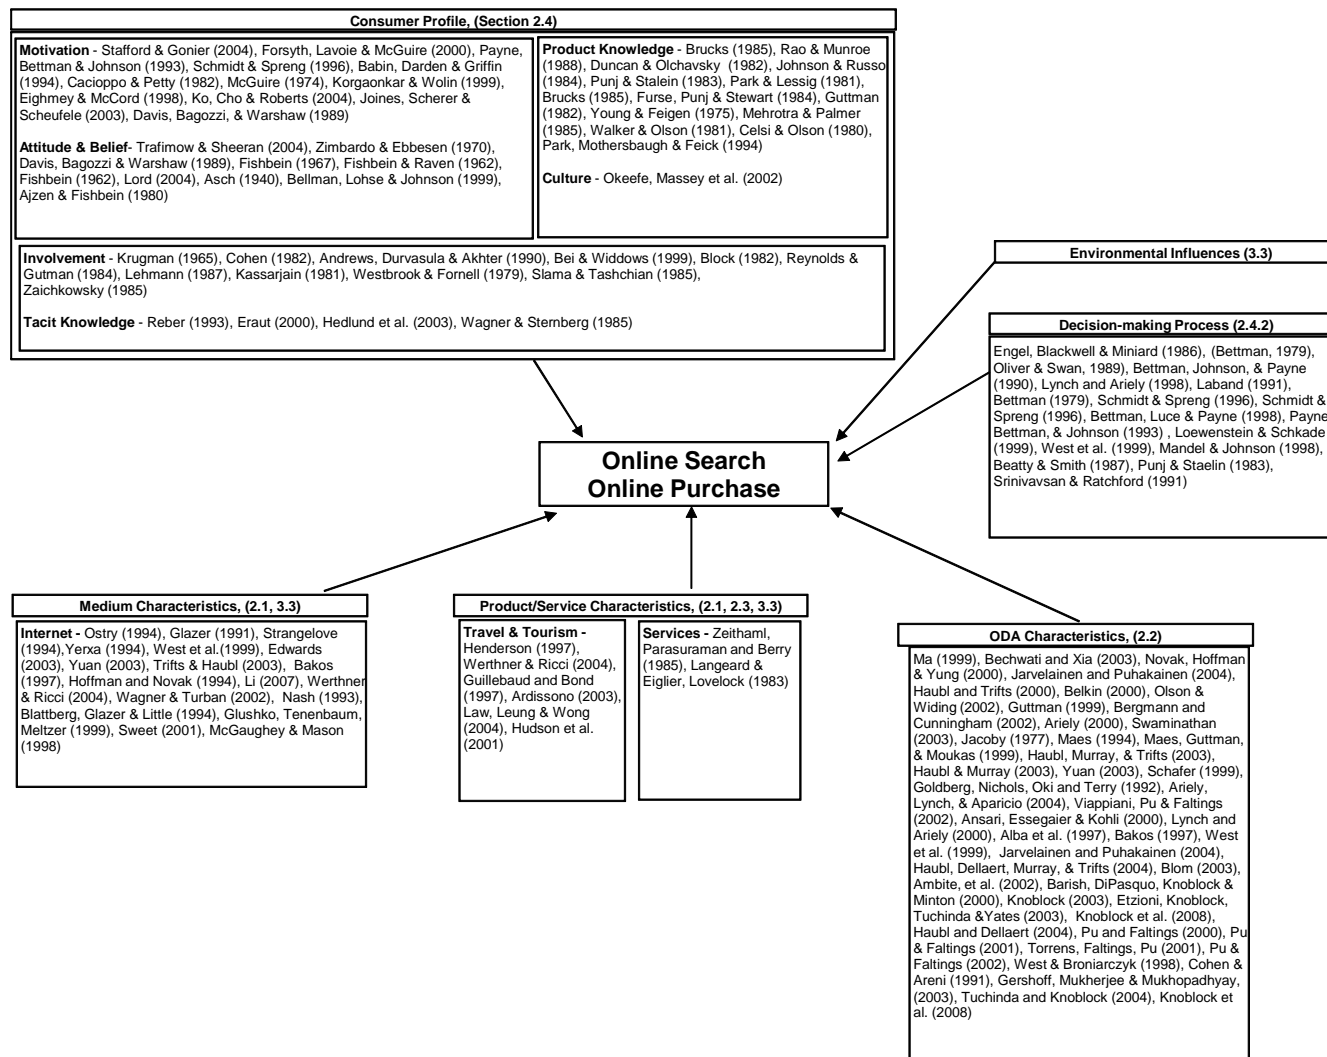 Consumer Profile, (Section 2.4)
Motivation - Stafford & Gonier (2004), Forsyth, Lavoie & McGuire (2000), Payne,
Bettman & Johnson (1993), Schmidt & Spreng (1996), Babin, Darden & Griffin
(1994), Cacioppo & Petty (1982), McGuire (1974), Korgaonkar & Wolin (1999),
Eighmey & McCord (1998), Ko, Cho & Roberts (2004), Joines, Scherer &
Scheufele (2003), Davis, Bagozzi, & Warshaw (1989)
Attitude & Belief- Trafimow & Sheeran (2004), Zimbardo & Ebbesen (1970),
Davis, Bagozzi & Warshaw (1989), Fishbein (1967), Fishbein & Raven (1962),
Fishbein (1962), Lord (2004), Asch (1940), Bellman, Lohse & Johnson (1999),
Ajzen & Fishbein (1980)
Product Knowledge - Brucks (1985), Rao & Munroe
(1988), Duncan & Olchavsky (1982), Johnson & Russo
(1984), Punj & Stalein (1983), Park & Lessig (1981),
Brucks (1985), Furse, Punj & Stewart (1984), Guttman
(1982), Young & Feigen (1975), Mehrotra & Palmer
(1985), Walker & Olson (1981), Celsi & Olson (1980),
Park, Mothersbaugh & Feick (1994)
Culture - Okeefe, Massey et al. (2002)
Involvement - Krugman (1965), Cohen (1982), Andrews, Durvasula & Akhter (1990), Bei & Widdows (1999), Block (1982), Reynolds &
Gutman (1984), Lehmann (1987), Kassarjain (1981), Westbrook & Fornell (1979), Slama & Tashchian (1985),
Zaichkowsky (1985)
Tacit Knowledge - Reber (1993), Eraut (2000), Hedlund et al. (2003), Wagner & Sternberg (1985)
Environmental Influences (3.3)
Decision-making Process (2.4.2)
Engel, Blackwell & Miniard (1986), (Bettman, 1979),
Oliver & Swan, 1989), Bettman, Johnson, & Payne
(1990), Lynch and Ariely (1998), Laband (1991),
Bettman (1979), Schmidt & Spreng (1996), Schmidt &
Spreng (1996), Bettman, Luce & Payne (1998), Payne
Bettman, & Johnson (1993) , Loewenstein & Schkade
(1999), West et al. (1999), Mandel & Johnson (1998),
Beatty & Smith (1987), Punj & Staelin (1983),
Srinivavsan & Ratchford (1991)
Online Search
Online Purchase
Medium Characteristics, (2.1, 3.3)
Internet - Ostry (1994), Glazer (1991), Strangelove
(1994),Yerxa (1994), West et al.(1999), Edwards
(2003), Yuan (2003), Trifts & Haubl (2003), Bakos
(1997), Hoffman and Novak (1994), Li (2007), Werthner
& Ricci (2004), Wagner & Turban (2002), Nash (1993),
Blattberg, Glazer & Little (1994), Glushko, Tenenbaum,
Meltzer (1999), Sweet (2001), McGaughey & Mason
(1998)
Product/Service Characteristics, (2.1, 2.3, 3.3)
Travel & Tourism -
Henderson (1997),
Werthner & Ricci (2004),
Guillebaud and Bond
(1997), Ardissono (2003),
Law, Leung & Wong
(2004), Hudson et al.
(2001)
Services - Zeithaml,
Parasuraman and Berry
(1985), Langeard &
Eiglier, Lovelock (1983)
ODA Characteristics, (2.2)
Ma (1999), Bechwati and Xia (2003), Novak, Hoffman
& Yung (2000), Jarvelainen and Puhakainen (2004),
Haubl and Trifts (2000), Belkin (2000), Olson &
Widing (2002), Guttman (1999), Bergmann and
Cunningham (2002), Ariely (2000), Swaminathan
(2003), Jacoby (1977), Maes (1994), Maes, Guttman,
& Moukas (1999), Haubl, Murray, & Trifts (2003),
Haubl & Murray (2003), Yuan (2003), Schafer (1999),
Goldberg, Nichols, Oki and Terry (1992), Ariely,
Lynch, & Aparicio (2004), Viappiani, Pu & Faltings
(2002), Ansari, Essegaier & Kohli (2000), Lynch and
Ariely (2000), Alba et al. (1997), Bakos (1997), West
et al. (1999), Jarvelainen and Puhakainen (2004),
Haubl, Dellaert, Murray, & Trifts (2004), Blom (2003),
Ambite, et al. (2002), Barish, DiPasquo, Knoblock &
Minton (2000), Knoblock (2003), Etzioni, Knoblock,
Tuchinda &Yates (2003), Knoblock et al. (2008),
Haubl and Dellaert (2004), Pu and Faltings (2000), Pu
& Faltings (2001), Torrens, Faltings, Pu (2001), Pu &
Faltings (2002), West & Broniarczyk (1998), Cohen &
Areni (1991), Gershoff, Mukherjee & Mukhopadhyay,
(2003), Tuchinda and Knoblock (2004), Knoblock et
al. (2008)